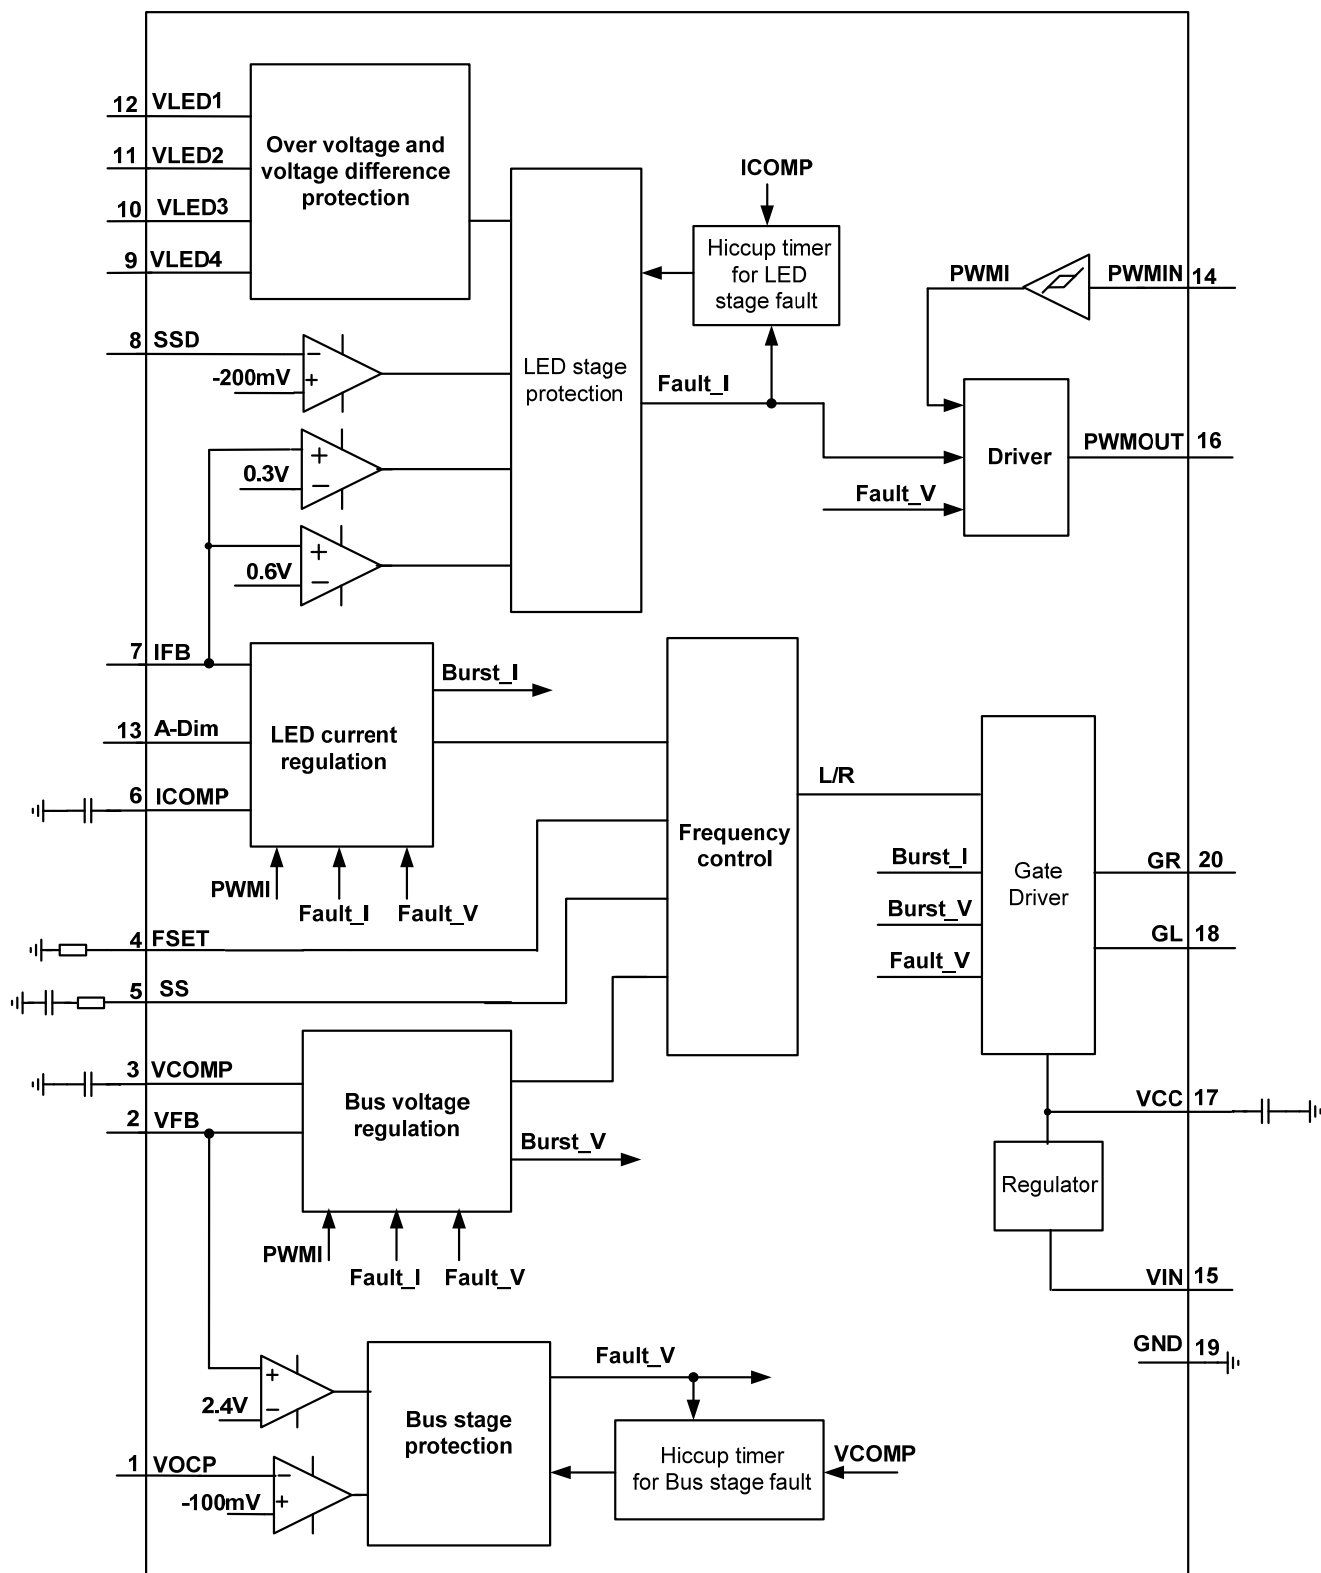 12 VLED1
11 VLED2
10 VLED3
9 VLED4
Over voltage and
voltage difference
protection
8 SSD
-200mV
-
+
0.3V
+
-
0.6V
+
-
LED stage
protection
ICOMP
Hiccup timer
for LED
stage fault
Fault_I
PWMI
PWMIN 14
Driver
PWMOUT 16
Fault_V
7 IFB
13 A-Dim
6 ICOMP
LED current
regulation
Burst_I
PWMI
Fault_I
Fault_V
4 FSET
5 SS
Frequency
control
L/R
Burst_I
Burst_V
Fault_V
Gate
Driver
GR 20
GL 18
3 VCOMP
2 VFB
Bus voltage
regulation
Burst_V
PWMI
Fault_I
Fault_V
VCC 17
Regulator
VIN 15
GND 19
2.4V
+
-
1 VOCP
-100mV
-
+
Bus stage
protection
Fault_V
Hiccup timer
for Bus stage fault
VCOMP